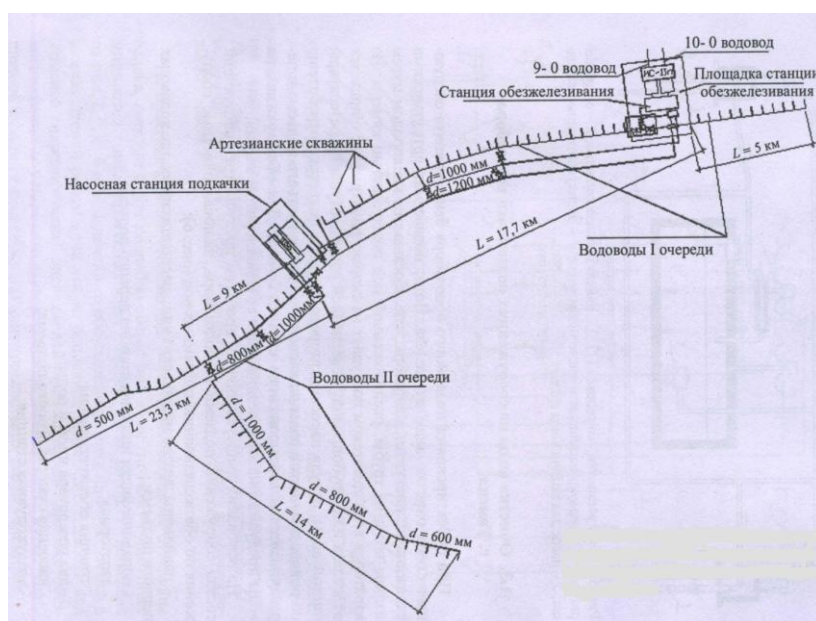 10- 0 водовод
9- 0 водовод
Станция обезжелезивания
Площадка станции
обезжелезивания
Артезианские скважины
Насосная станция подкачки
d=1000 мм
d=1200 мм
L = 5 км
L = 17,7 км
Водоводы I очереди
L = 9 км
d=1000мм
d=800мм
Водоводы II очереди
d = 500 мм
L = 23,3 км
d = 1000 мм
d = 800 мм
L = 14 км
d = 600 мм